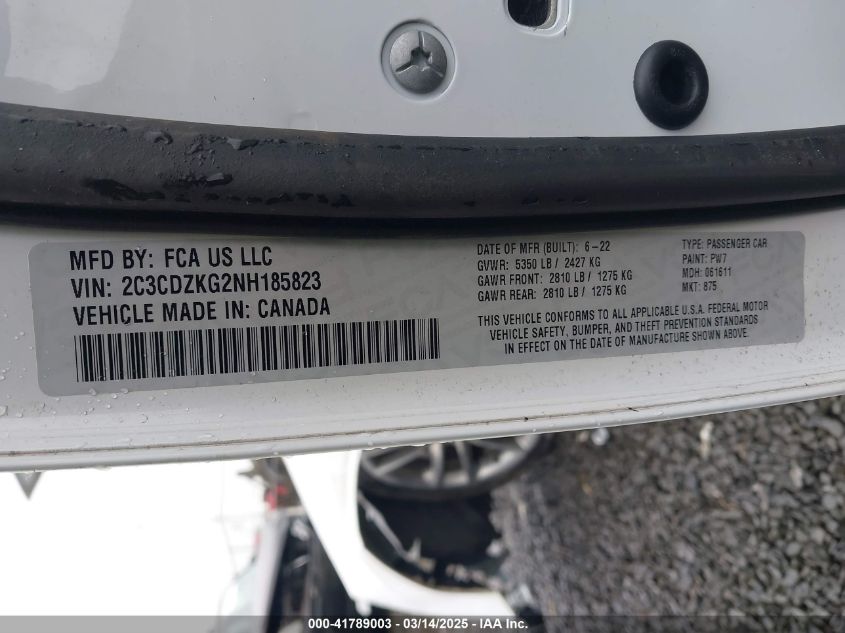 MFD BY: FCA US LLC
VIN: 2C3CDZKG2NH185823
VEHICLE MADE IN: CANADA
DATE OF MFR (BUILT): 6-22
GVWR: 5350 LB / 2427 KG
GAWR FRONT: 2810 LB / 1275 KG
GAWR REAR: 2810 LB / 1275 KG
TYPE: PASSENGER CAR
PAINT: PW7
MDH: 061611
MKT: 875
THIS VEHICLE CONFORMS TO ALL APPLICABLE U.S.A. FEDERAL MOTOR
VEHICLE SAFETY, BUMPER, AND THEFT PREVENTION STANDARDS
IN EFFECT ON THE DATE OF MANUFACTURE SHOWN ABOVE.
000-41789003 - 03/14/2025 - IAA Inc.